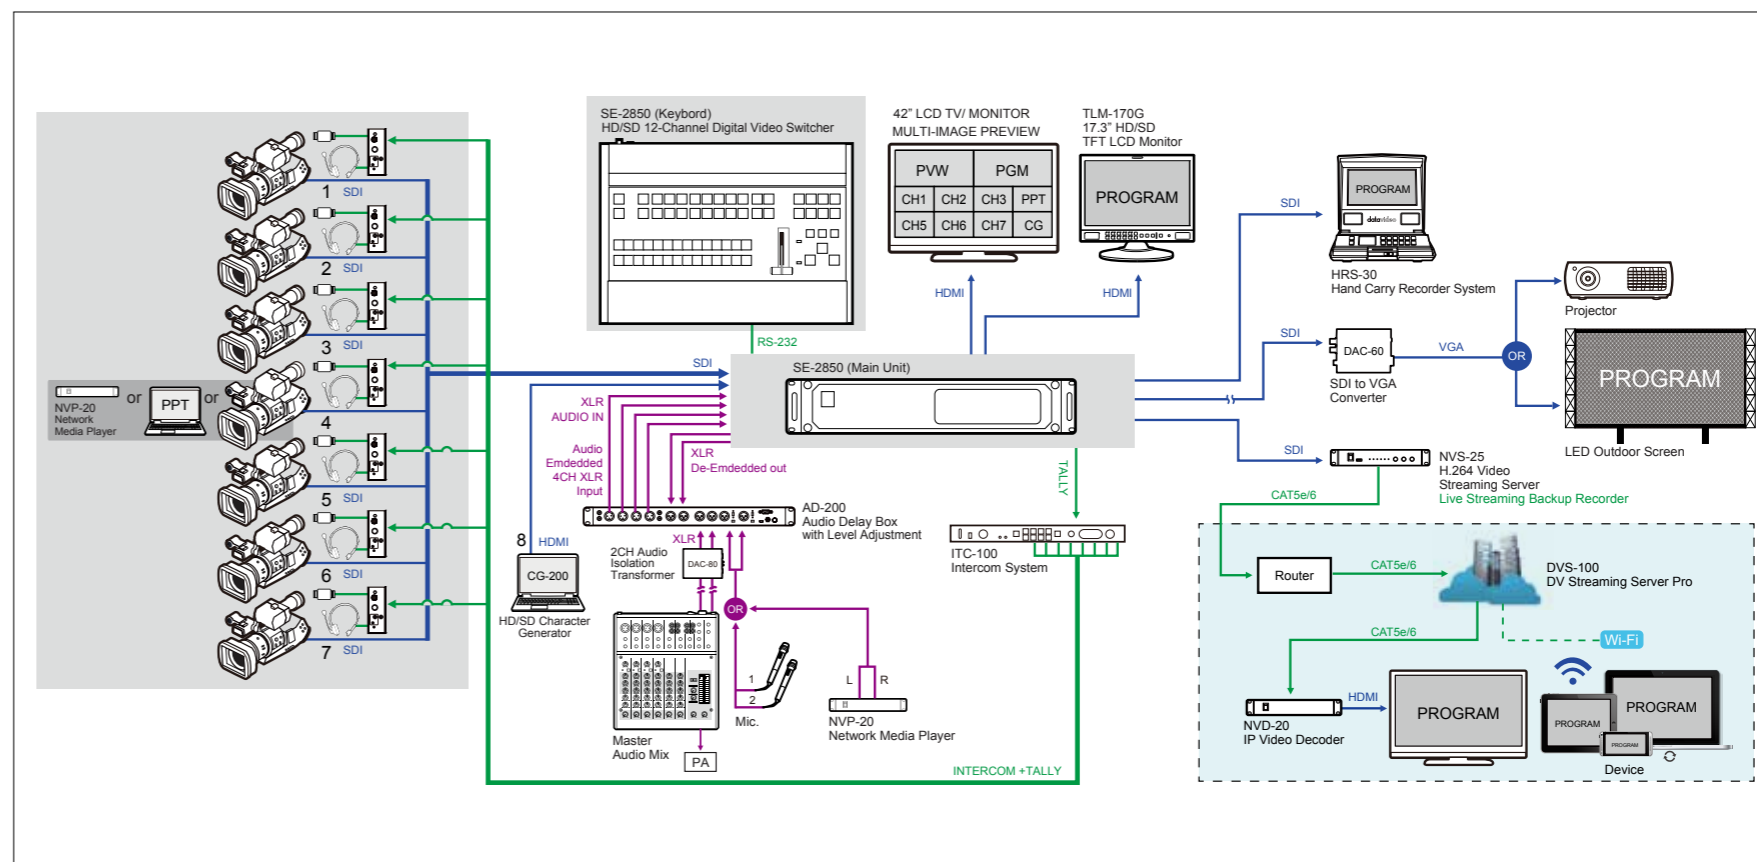 1 SDI
2 SDI
3 SDI
4 SDI
5 SDI
6 SDI
7 SDI
NVP-20
Network
Media Player
or
PPT
or
SE-2850 (Keybord)
HD/SD 12-Channel Digital Video Switcher
RS-232
42” LCD TV/ MONITOR
MULTI-IMAGE PREVIEW
PVW PGM
CH1 CH2 CH3 PPT
CH5 CH6 CH7 CG
HDMI
TLM-170G
17.3” HD/SD
TFT LCD Monitor
PROGRAM
HDMI
SDI
SE-2850 (Main Unit)
XLR
AUDIO IN
Audio
Emdedded
4CH XLR
Input
XLR
De-Emdedded out
AD-200
Audio Delay Box
with Level Adjustment
8 HDMI
CG-200
HD/SD Character
Generator
2CH Audio
Isolation
Transformer
XLR
DAC-80
OR
Master
Audio Mix
PA
1
2
Mic.
L R
NVP-20
Network Media Player
TALLY
ITC-100
Intercom System
INTERCOM +TALLY
SDI
PROGRAM
datavideo
HRS-30
Hand Carry Recorder System
SDI
DAC-60
SDI to VGA
Converter
VGA
OR
Projector
PROGRAM
LED Outdoor Screen
SDI
NVS-25
H.264 Video
Streaming Server
Live Streaming Backup Recorder
CAT5e/6
Router
CAT5e/6
DVS-100
DV Streaming Server Pro
CAT5e/6
Wi-Fi
NVD-20
IP Video Decoder
HDMI
PROGRAM
PROGRAM
PROGRAM
PROGRAM
Device